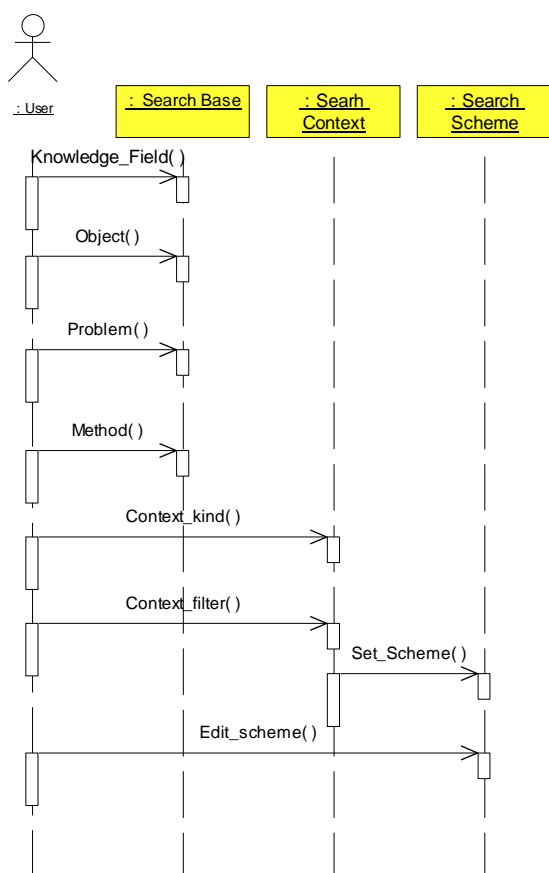 : User
: Search Base
: Searh
Context
: Search
Scheme
Knowledge_Field( )
Object( )
Problem( )
Method( )
Context_kind( )
Context_filter( )
Set_Scheme( )
Edit_scheme( )